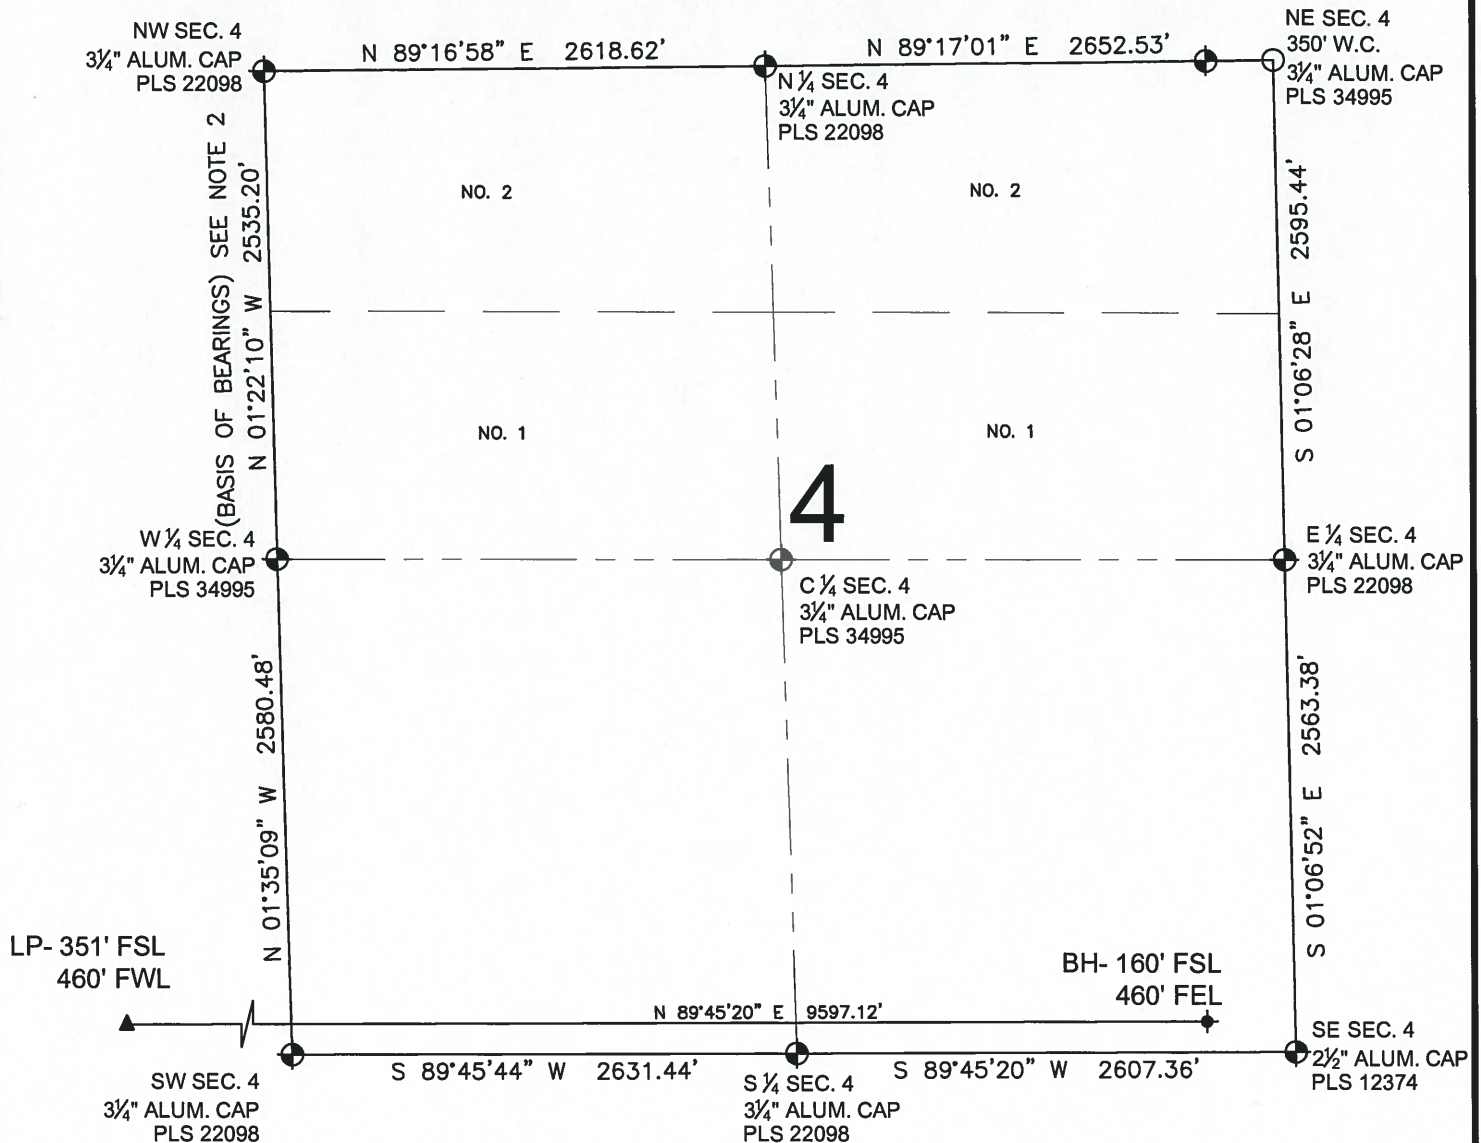 NW SEC. 4
3¼" ALUM. CAP
PLS 22098
N 89°16'58" E 2618.62'
N 89°17'01" E 2652.53'
NE SEC. 4
350' W.C.
3¼" ALUM. CAP
PLS 34995
N ¼ SEC. 4
3¼" ALUM. CAP
PLS 22098
(BASIS OF BEARINGS) SEE NOTE 2
N 01°22'10" W 2535.20'
NO. 2
NO. 2
S 01°06'28" E 2595.44'
NO. 1
NO. 1
4
W ¼ SEC. 4
3¼" ALUM. CAP
PLS 34995
C ¼ SEC. 4
3¼" ALUM. CAP
PLS 34995
E ¼ SEC. 4
3¼" ALUM. CAP
PLS 22098
N 01°35'09" W 2580.48'
S 01°06'52" E 2563.38'
LP- 351' FSL
460' FWL
BH- 160' FSL
460' FEL
N 89°45'20" E 9597.12'
SW SEC. 4
3¼" ALUM. CAP
PLS 22098
S 89°45'44" W 2631.44'
S ¼ SEC. 4
3¼" ALUM. CAP
PLS 22098
S 89°45'20" W 2607.36'
SE SEC. 4
2½" ALUM. CAP
PLS 12374